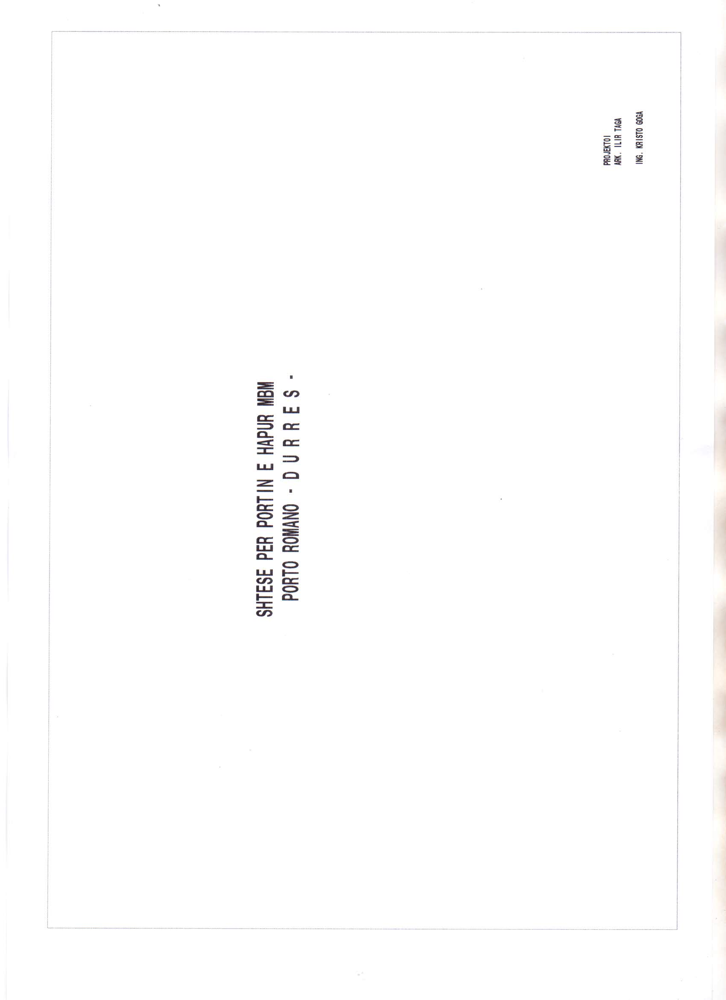 SHTESE PER PORTIN E HAPUR MBM
PORTO ROMANO - D U R R E S -
PROJEKTOI
ARK. ILIR TAGA
ING. KRISTO GOGA